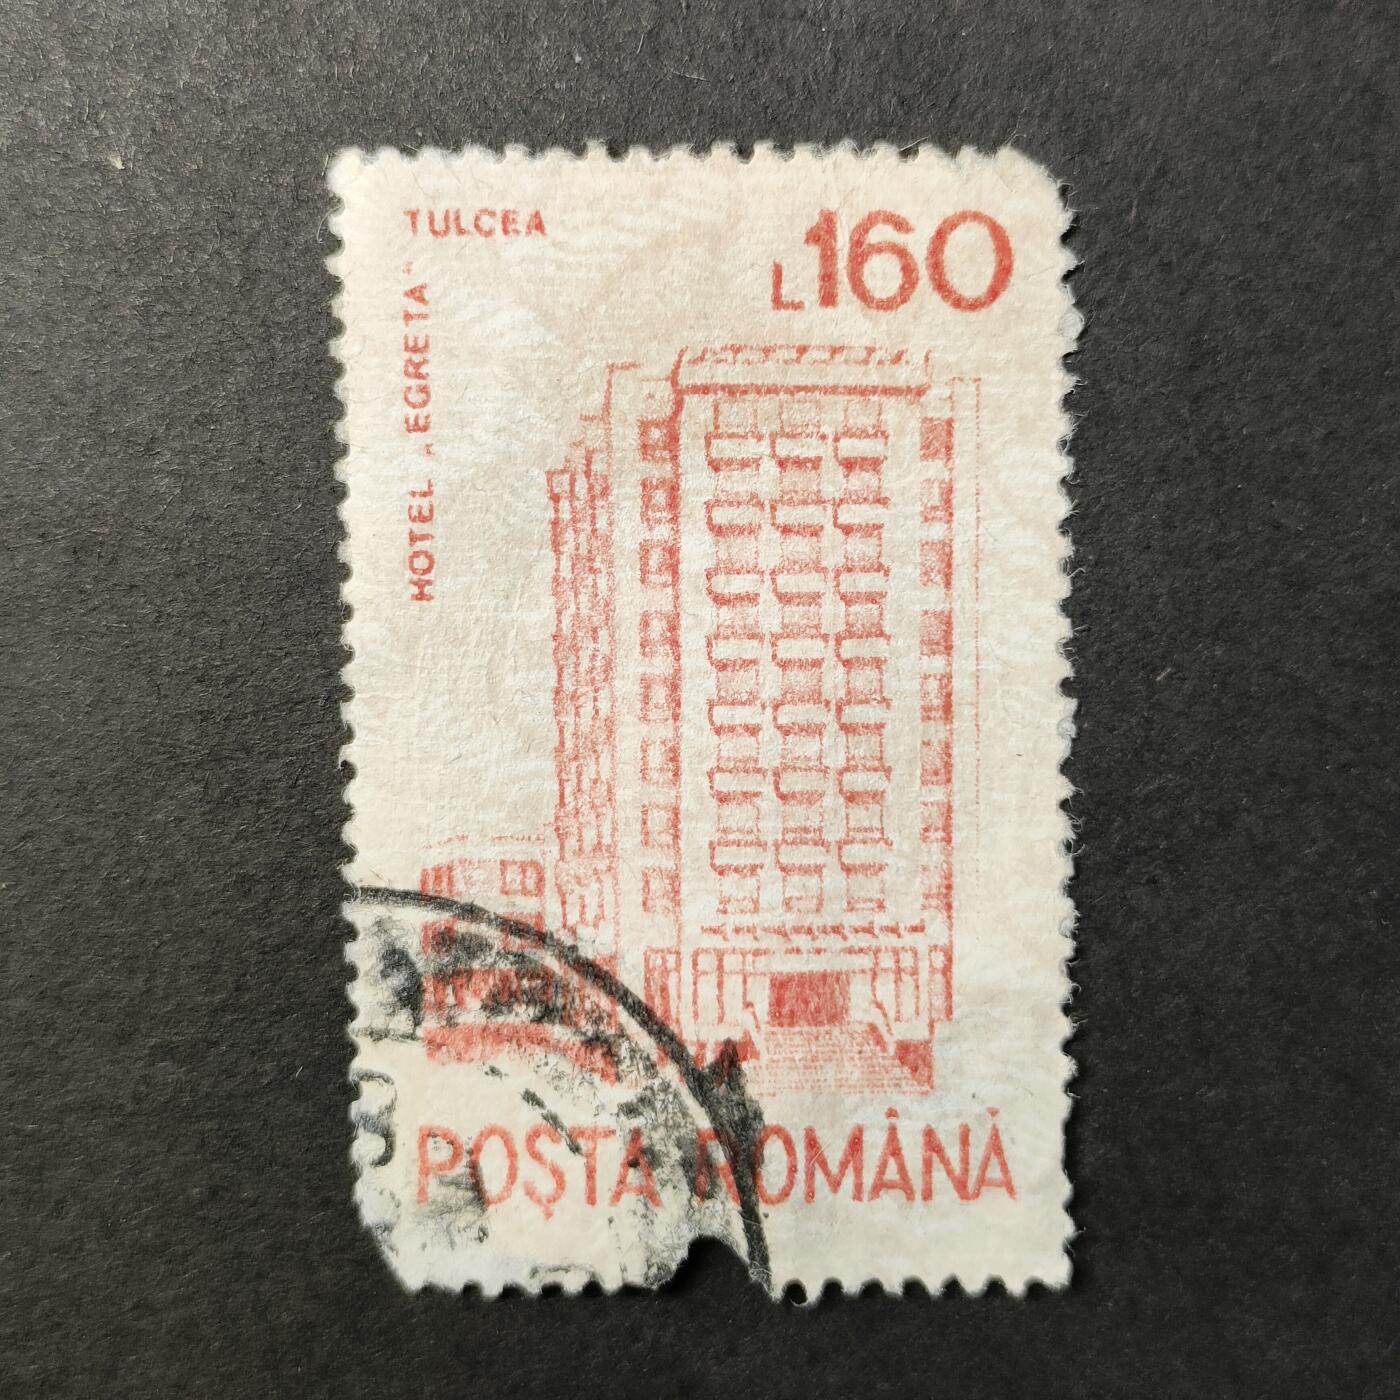 TULCEA
L160
HOTEL „EGRETA“
POȘTA ROMÂNĂ